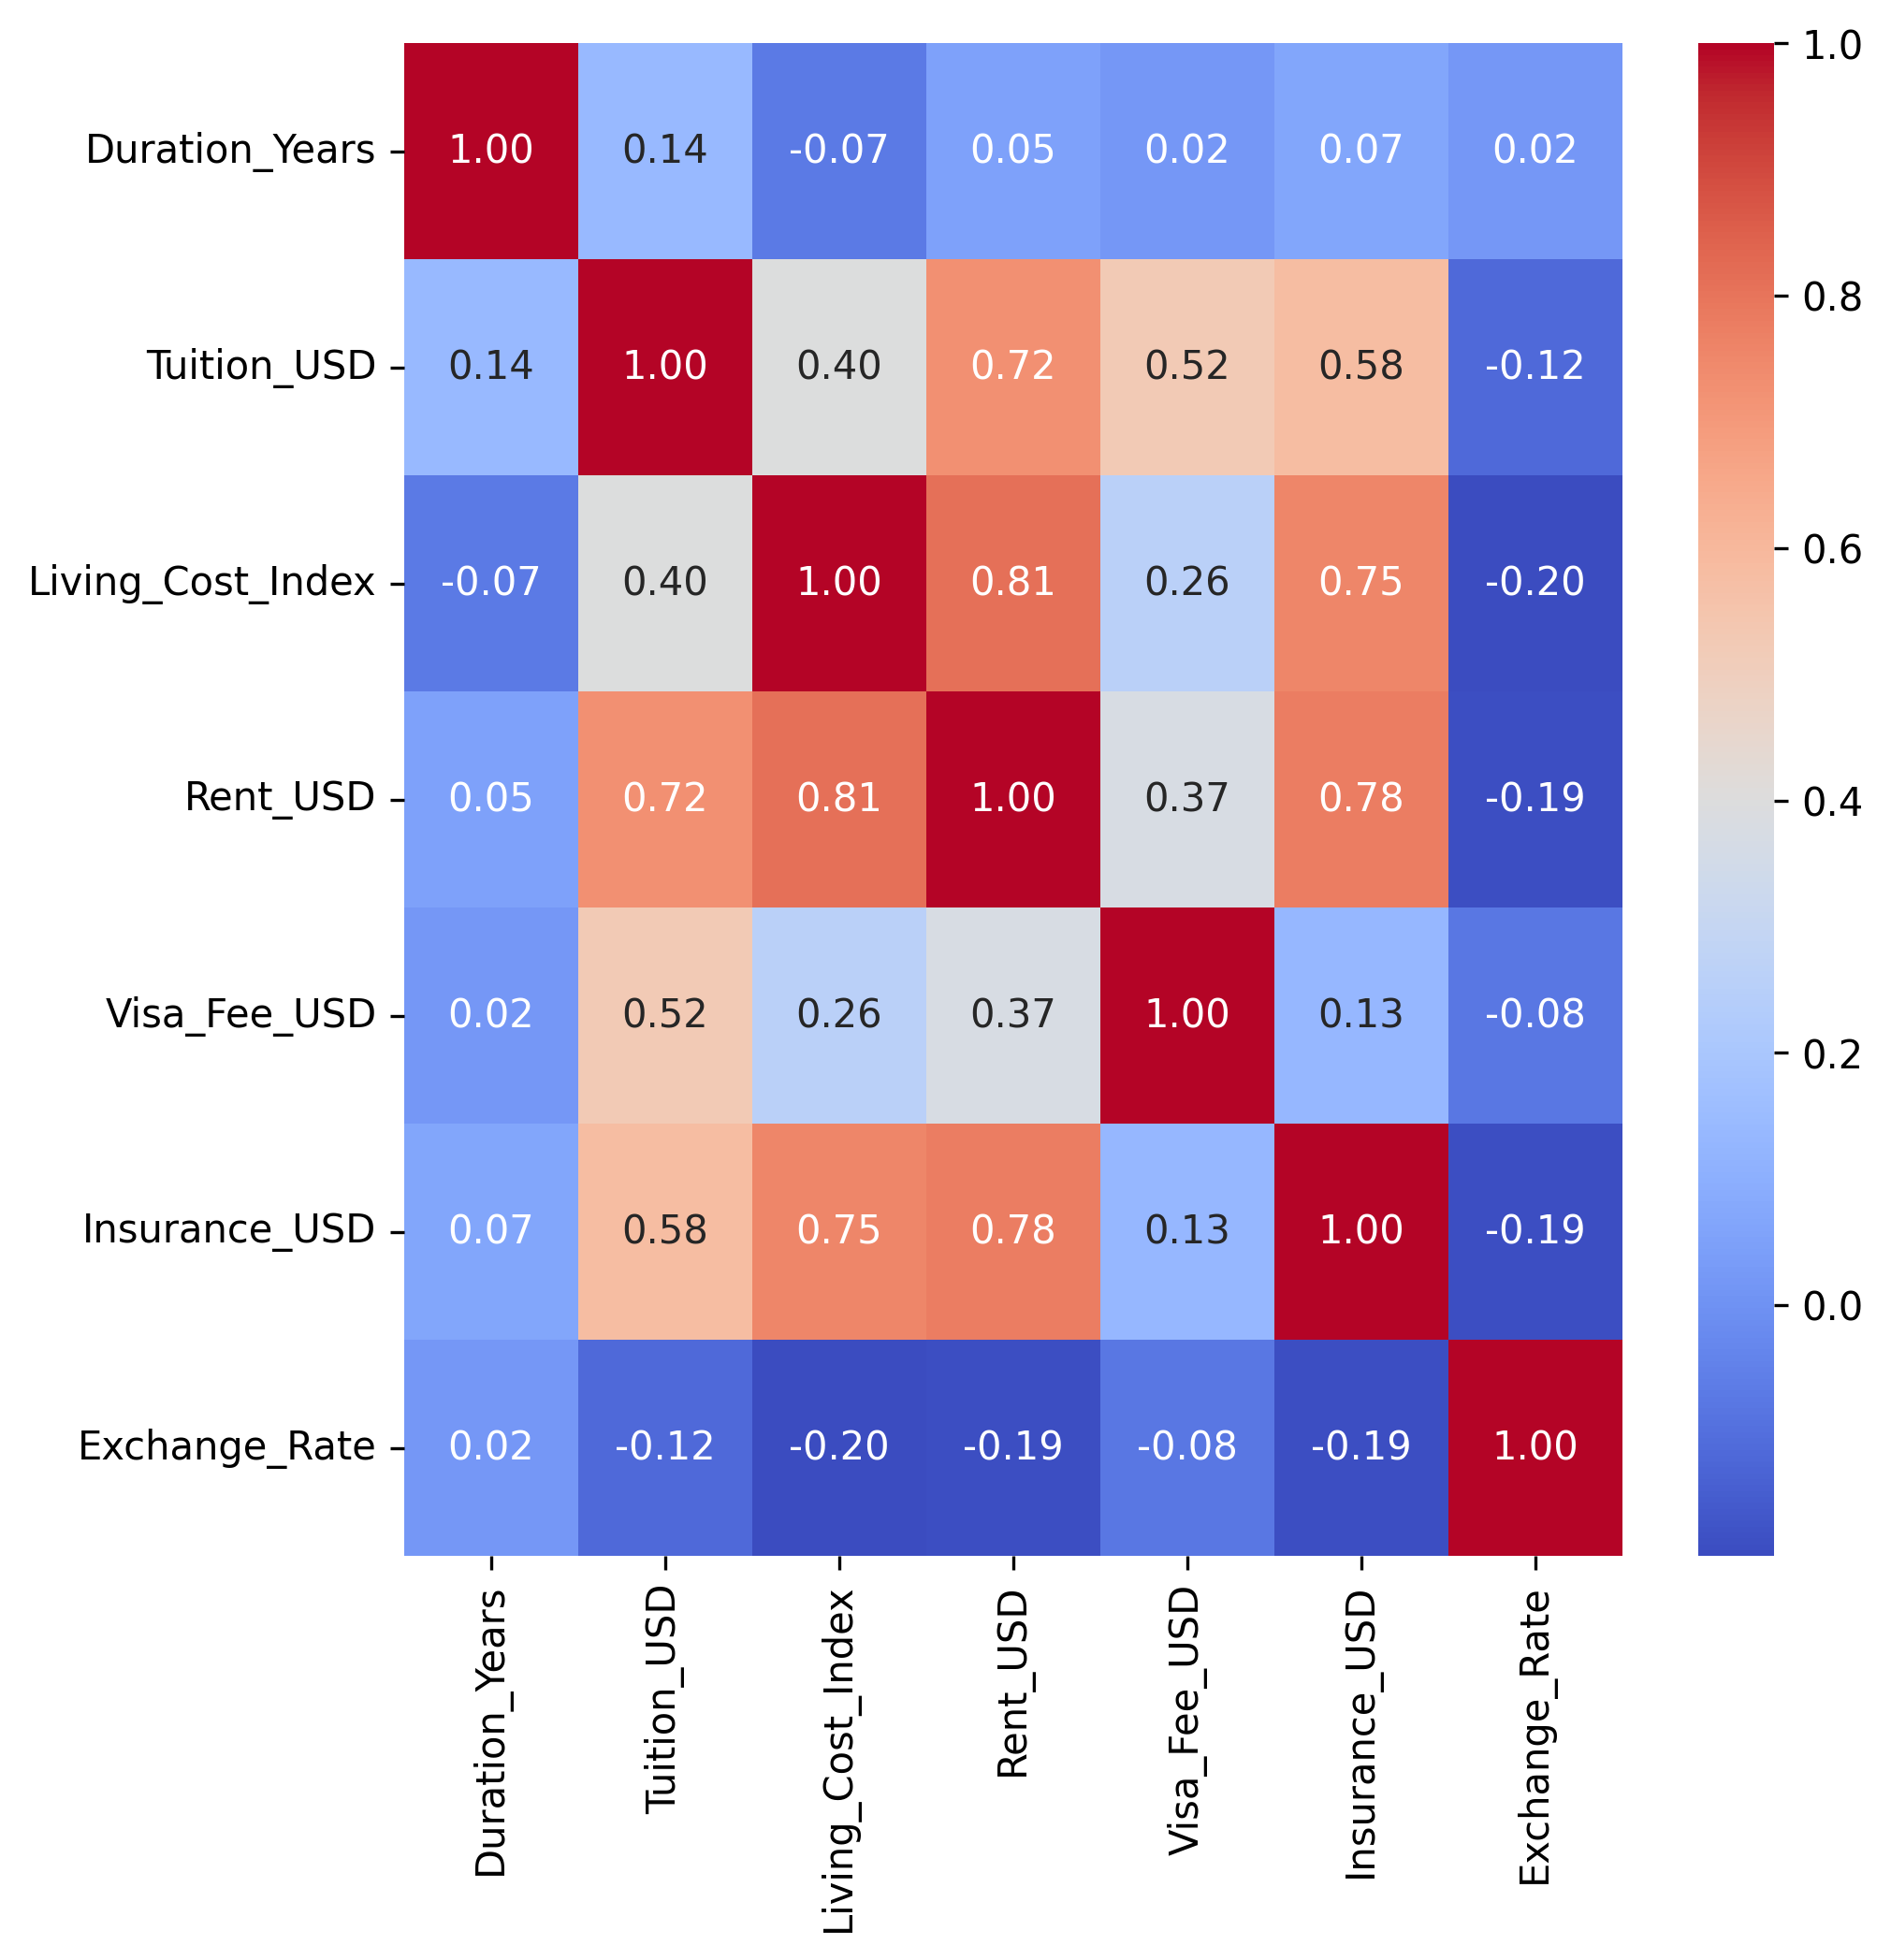 Duration_Years 1.00 0.14 -0.07 0.05 0.02 0.07 0.02
Tuition_USD 0.14 1.00 0.40 0.72 0.52 0.58 -0.12
Living_Cost_Index -0.07 0.40 1.00 0.81 0.26 0.75 -0.20
Rent_USD 0.05 0.72 0.81 1.00 0.37 0.78 -0.19
Visa_Fee_USD 0.02 0.52 0.26 0.37 1.00 0.13 -0.08
Insurance_USD 0.07 0.58 0.75 0.78 0.13 1.00 -0.19
Exchange_Rate 0.02 -0.12 -0.20 -0.19 -0.08 -0.19 1.00
Duration_Years
Tuition_USD
Living_Cost_Index
Rent_USD
Visa_Fee_USD
Insurance_USD
Exchange_Rate
1.0
0.8
0.6
0.4
0.2
0.0